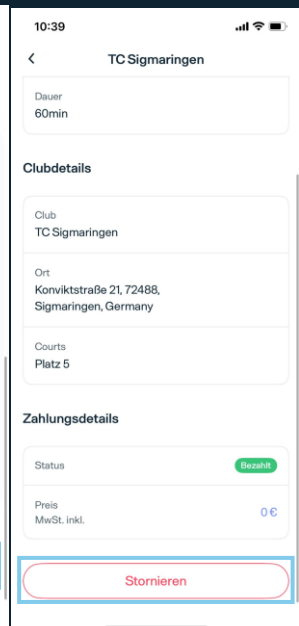 10:39
TC Sigmaringen
Dauer
60min
Clubdetails
Club
TC Sigmaringen
Ort
Konviktstraße 21, 72488,
Sigmaringen, Germany
Courts
Platz 5
Zahlungsdetails
Status
Bezahlt
Preis
MwSt. inkl.
0 €
Stornieren